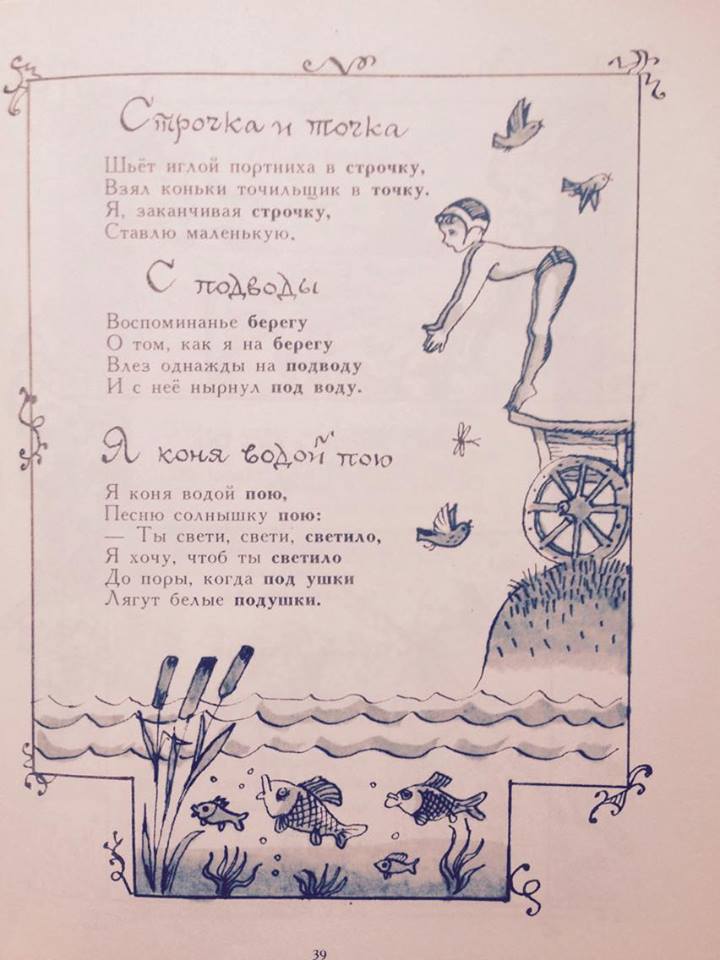 Строчка и точка
Шьёт иглой портниха в строчку,
Взял коньки точильщик в точку.
Я, заканчивая строчку,
Ставлю маленькую.
С подводы
Воспоминанье берегу
О том, как я на берегу
Влез однажды на подводу
И с неё нырнул под воду.
Я коня водой пою
Я коня водой пою,
Песню солнышку пою:
— Ты свети, свети, светило,
Я хочу, чтоб ты светило
До поры, когда под ушки
Лягут белые подушки.
39